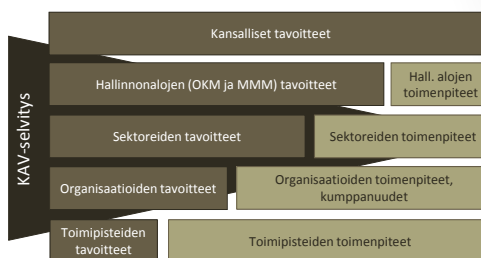 KAV-selvitys
Kansalliset tavoitteet
Hallinnonalojen (OKM ja MMM) tavoitteet
Hall. alojen
toimenpiteet
Sektoreiden tavoitteet
Sektoreiden toimenpiteet
Organisaatioiden tavoitteet
Organisaatioiden toimenpiteet,
kumppanuudet
Toimipisteiden
tavoitteet
Toimipisteiden toimenpiteet